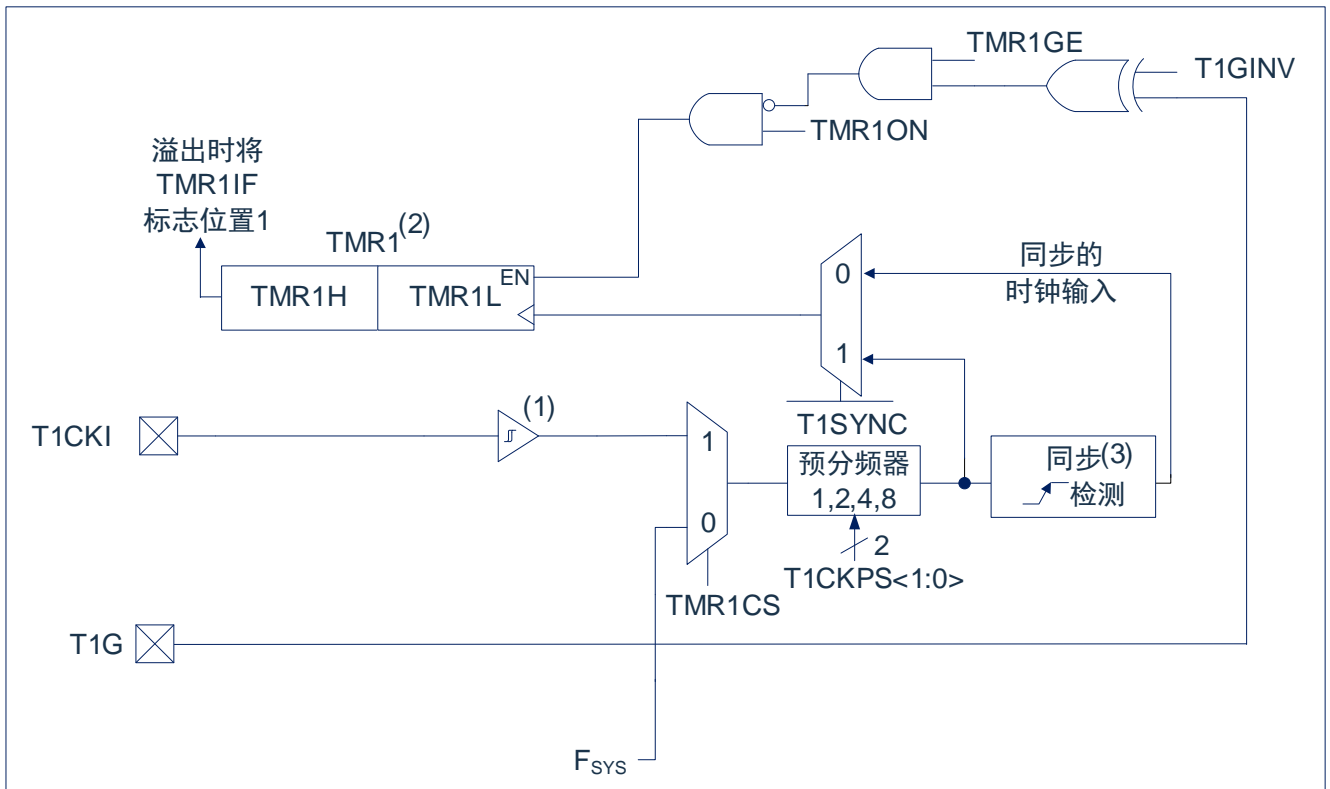 TMR1GE
T1GINV
TMR1ON
溢出时将
TMR1IF
标志位置1
TMR1(2)
EN
TMR1H
TMR1L
0
同步的
时钟输入
1
T1SYNC
T1CKI
(1)
1
0
预分频器
1,2,4,8
同步(3)
检测
2
T1CKPS<1:0>
TMR1CS
T1G
FSYS